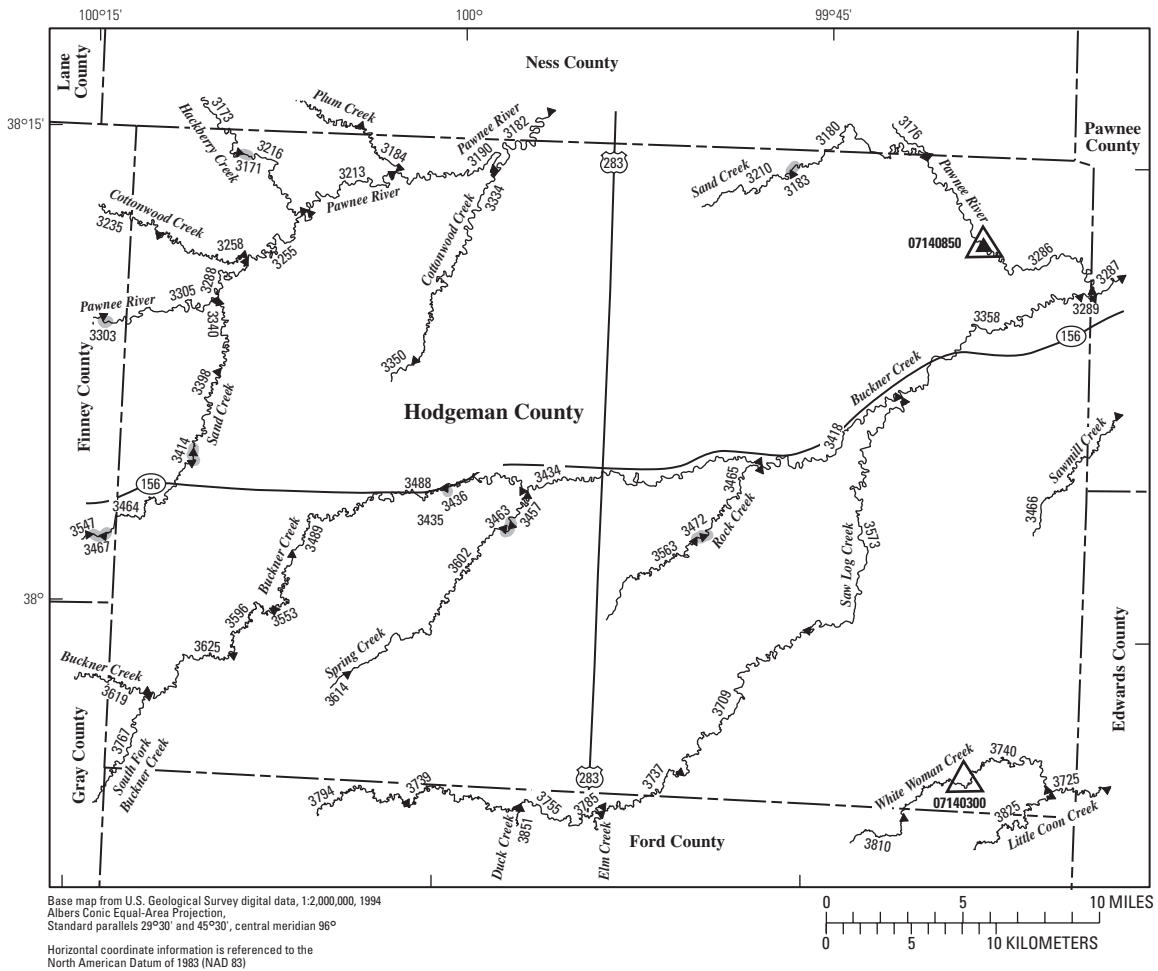 100°15'
100°
99°45'
Lane
County
Ness County
38°15'
Pawnee
County
3173
Hackberry Creek
3216
3171
Plum Creek
3184
Pawnee River
3182
3190
3213
Pawnee River
3334
Cottonwood Creek
283
3180
3176
Sand Creek
3210
3183
Pawnee River
Cottonwood Creek
3235
3258
3255
07140850
3286
3287
3289
3288
3305
Pawnee River
3303
3340
3350
3358
156
Finney County
3398
Sand Creek
Hodgeman County
Buckner Creek
3414
3418
Sawmill Creek
3466
156
3464
3547
3467
3488
3436
3435
3434
3463
3457
3465
3472
Rock Creek
3563
3489
Buckner Creek
3602
3573
Saw Log Creek
38°
3596
3553
3625
Spring Creek
3614
Buckner Creek
3619
Edwards County
3709
Gray County
3767
South Fork
Buckner Creek
3737
283
3794
3739
3755
3785
3851
Duck Creek
Elm Creek
Ford County
White Woman Creek
3740
07140300
3725
3825
3810
Little Coon Creek
Base map from U.S. Geological Survey digital data, 1:2,000,000, 1994
Albers Conic Equal-Area Projection,
Standard parallels 29°30' and 45°30', central meridian 96°
Horizontal coordinate information is referenced to the
North American Datum of 1983 (NAD 83)
0 5 10 MILES
0 5 10 KILOMETERS